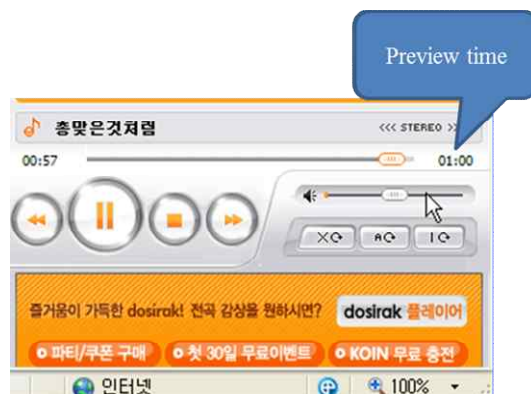 Preview time
총맞은것처럼 <<< STEREO >>
00:57 01:00
X A I
즐거움이 가득한 dosirak! 전곡 감상을 원하시면? dosirak 플레이어
파티/쿠폰 구매 첫 30일 무료이벤트 KOIN 무료 충전
인터넷 100%